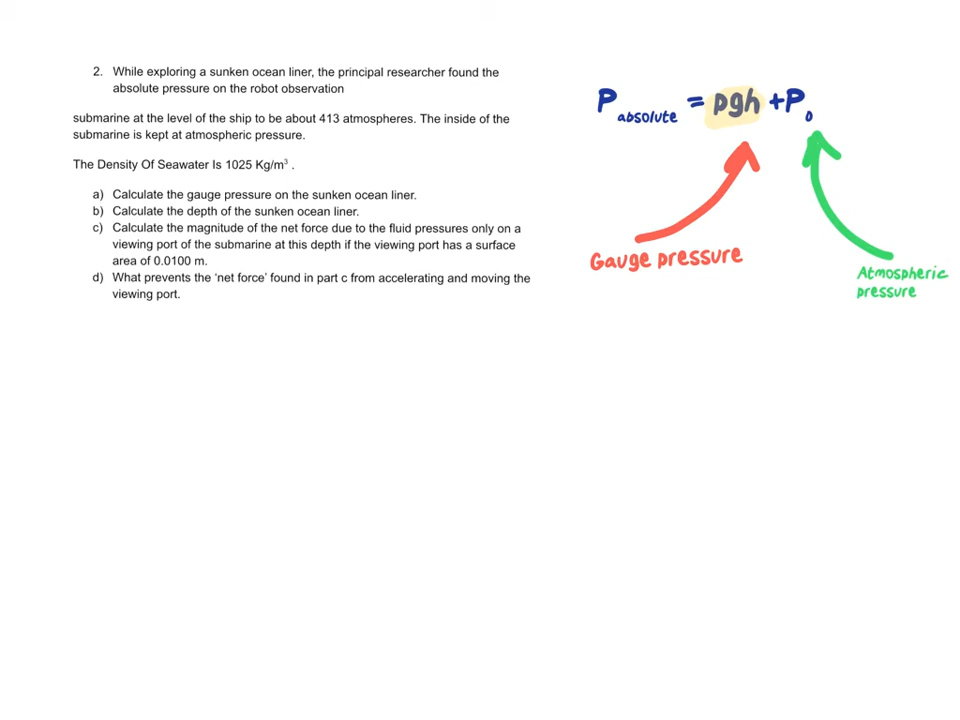 2. While exploring a sunken ocean liner, the principal researcher found the
absolute pressure on the robot observation
submarine at the level of the ship to be about 413 atmospheres. The inside of the
submarine is kept at atmospheric pressure.
The Density Of Seawater Is 1025 Kg/m³ .
a) Calculate the gauge pressure on the sunken ocean liner.
b) Calculate the depth of the sunken ocean liner.
c) Calculate the magnitude of the net force due to the fluid pressures only on a
viewing port of the submarine at this depth if the viewing port has a surface
area of 0.0100 m.
d) What prevents the ‘net force’ found in part c from accelerating and moving the
viewing port.
P absolute = pgh + P₀
Gauge pressure
Atmospheric
pressure